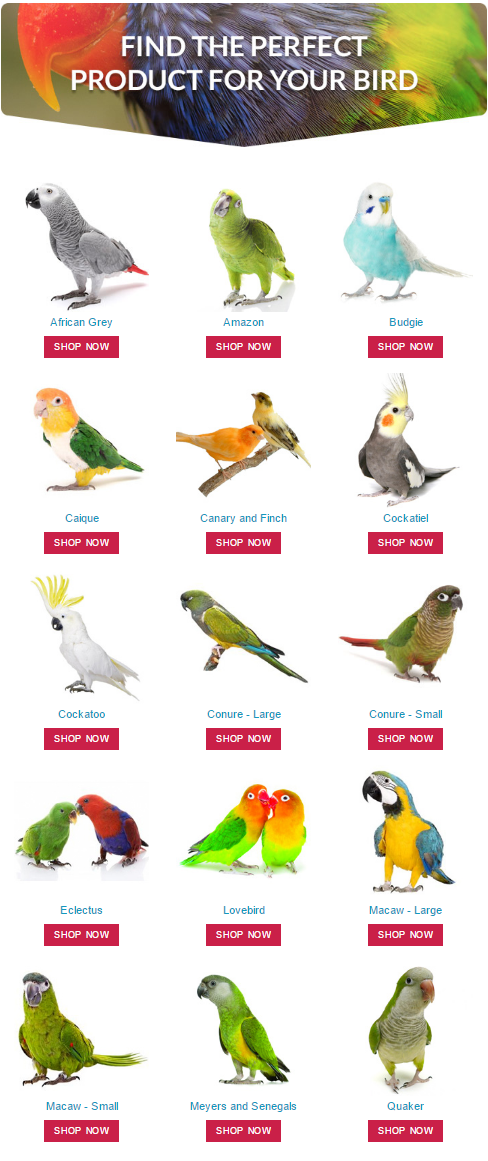 FIND THE PERFECT
PRODUCT FOR YOUR BIRD
African Grey
SHOP NOW
Amazon
SHOP NOW
Budgie
SHOP NOW
Caique
SHOP NOW
Canary and Finch
SHOP NOW
Cockatiel
SHOP NOW
Cockatoo
SHOP NOW
Conure - Large
SHOP NOW
Conure - Small
SHOP NOW
Eclectus
SHOP NOW
Lovebird
SHOP NOW
Macaw - Large
SHOP NOW
Macaw - Small
SHOP NOW
Meyers and Senegals
SHOP NOW
Quaker
SHOP NOW